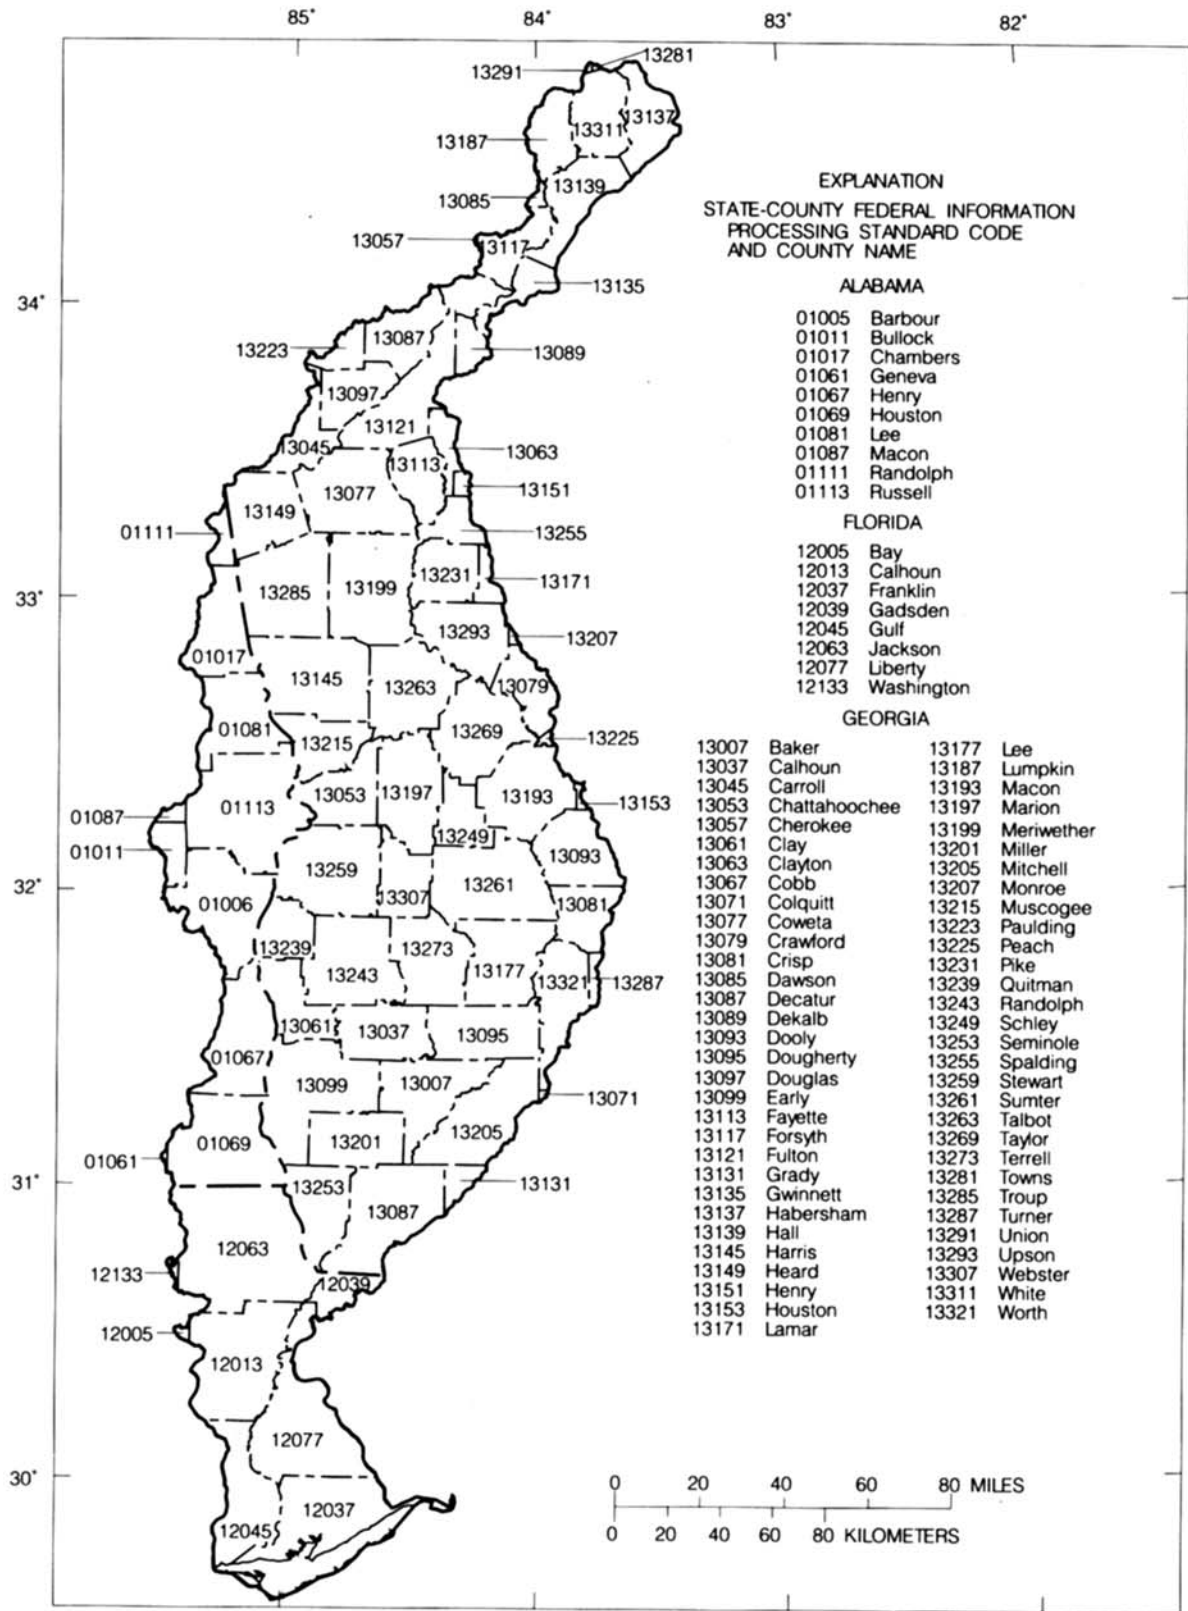 85° 84° 83° 82°
13281
13291
13137
13311
13187
13139
13085
13057
13117
13135
34°
13087
13223
13089
13097
13121
13045
13063
13113
13077
13151
13149
01111
13255
13231
13171
33°
13285
13199
13293
13207
01017
13145
13263
13079
01081
13269
13225
13215
13053
13197
13193
13153
01113
01087
13249
01011
13093
13259
13261
32°
13307
01006
13081
13239
13273
13243
13177
13321
13287
13061
13037
13095
01067
13099
13007
13071
13205
01069
13201
01061
31°
13253
13131
13087
12063
12133
12039
12005
12013
12077
30°
12037
12045
EXPLANATION
STATE-COUNTY FEDERAL INFORMATION
PROCESSING STANDARD CODE
AND COUNTY NAME
ALABAMA
01005 Barbour
01011 Bullock
01017 Chambers
01061 Geneva
01067 Henry
01069 Houston
01081 Lee
01087 Macon
01111 Randolph
01113 Russell
FLORIDA
12005 Bay
12013 Calhoun
12037 Franklin
12039 Gadsden
12045 Gulf
12063 Jackson
12077 Liberty
12133 Washington
GEORGIA
13007 Baker
13037 Calhoun
13045 Carroll
13053 Chattahoochee
13057 Cherokee
13061 Clay
13063 Clayton
13067 Cobb
13071 Colquitt
13077 Coweta
13079 Crawford
13081 Crisp
13085 Dawson
13087 Decatur
13089 Dekalb
13093 Dooly
13095 Dougherty
13097 Douglas
13099 Early
13113 Fayette
13117 Forsyth
13121 Fulton
13131 Grady
13135 Gwinnett
13137 Habersham
13139 Hall
13145 Harris
13149 Heard
13151 Henry
13153 Houston
13171 Lamar
13177 Lee
13187 Lumpkin
13193 Macon
13197 Marion
13199 Meriwether
13201 Miller
13205 Mitchell
13207 Monroe
13215 Muscogee
13223 Paulding
13225 Peach
13231 Pike
13239 Quitman
13243 Randolph
13249 Schley
13253 Seminole
13255 Spalding
13259 Stewart
13261 Sumter
13263 Talbot
13269 Taylor
13273 Terrell
13281 Towns
13285 Troup
13287 Turner
13291 Union
13293 Upson
13307 Webster
13311 White
13321 Worth
0 20 40 60 80 MILES
0 20 40 60 80 KILOMETERS